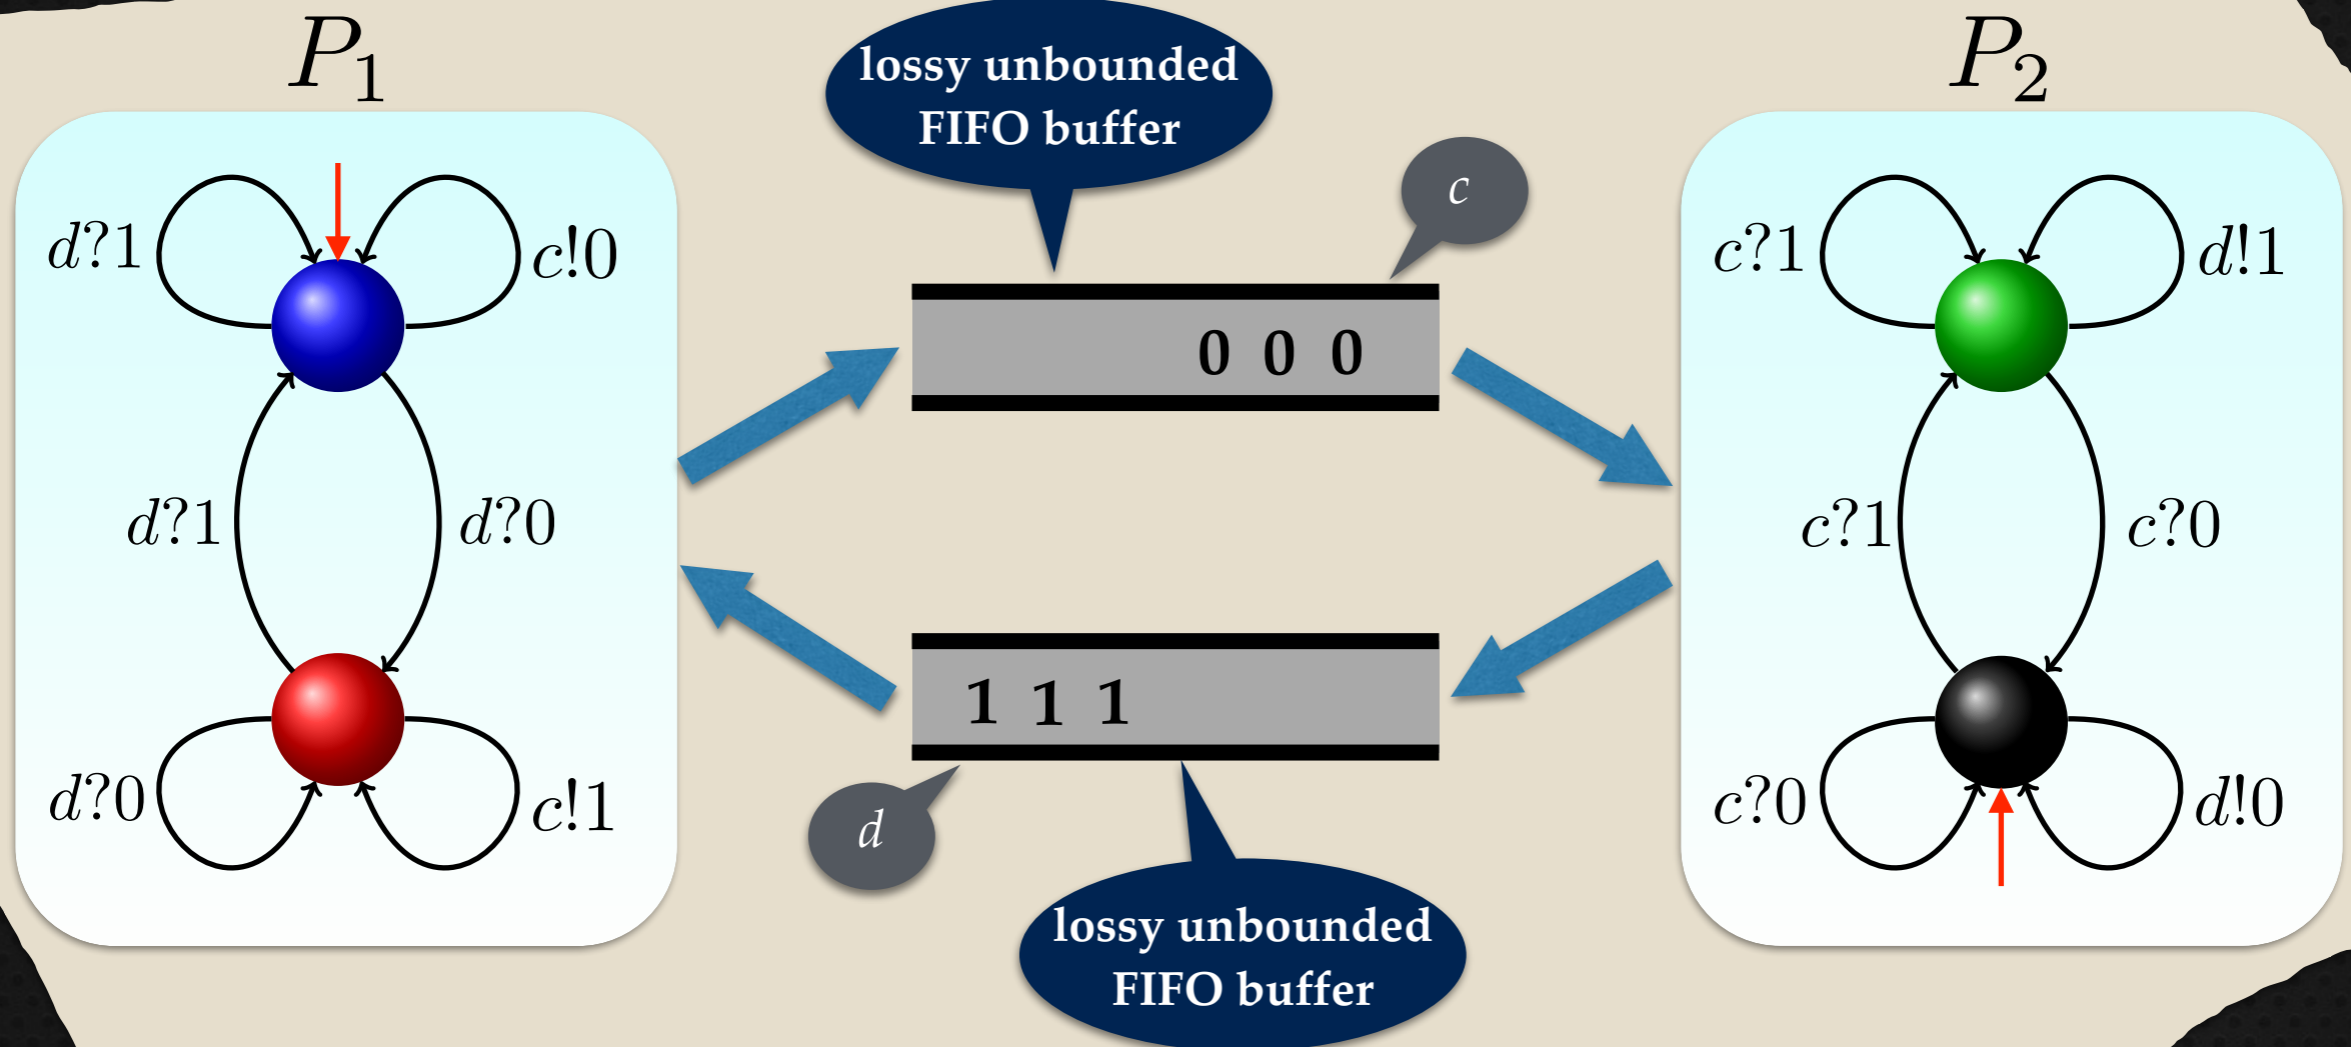 P₁
lossy unbounded
FIFO buffer
P₂
c
d?1
c!0
c?1
d!1
0 0 0
d?1
d?0
c?1
c?0
1 1 1
d?0
c!1
d
c?0
d!0
lossy unbounded
FIFO buffer